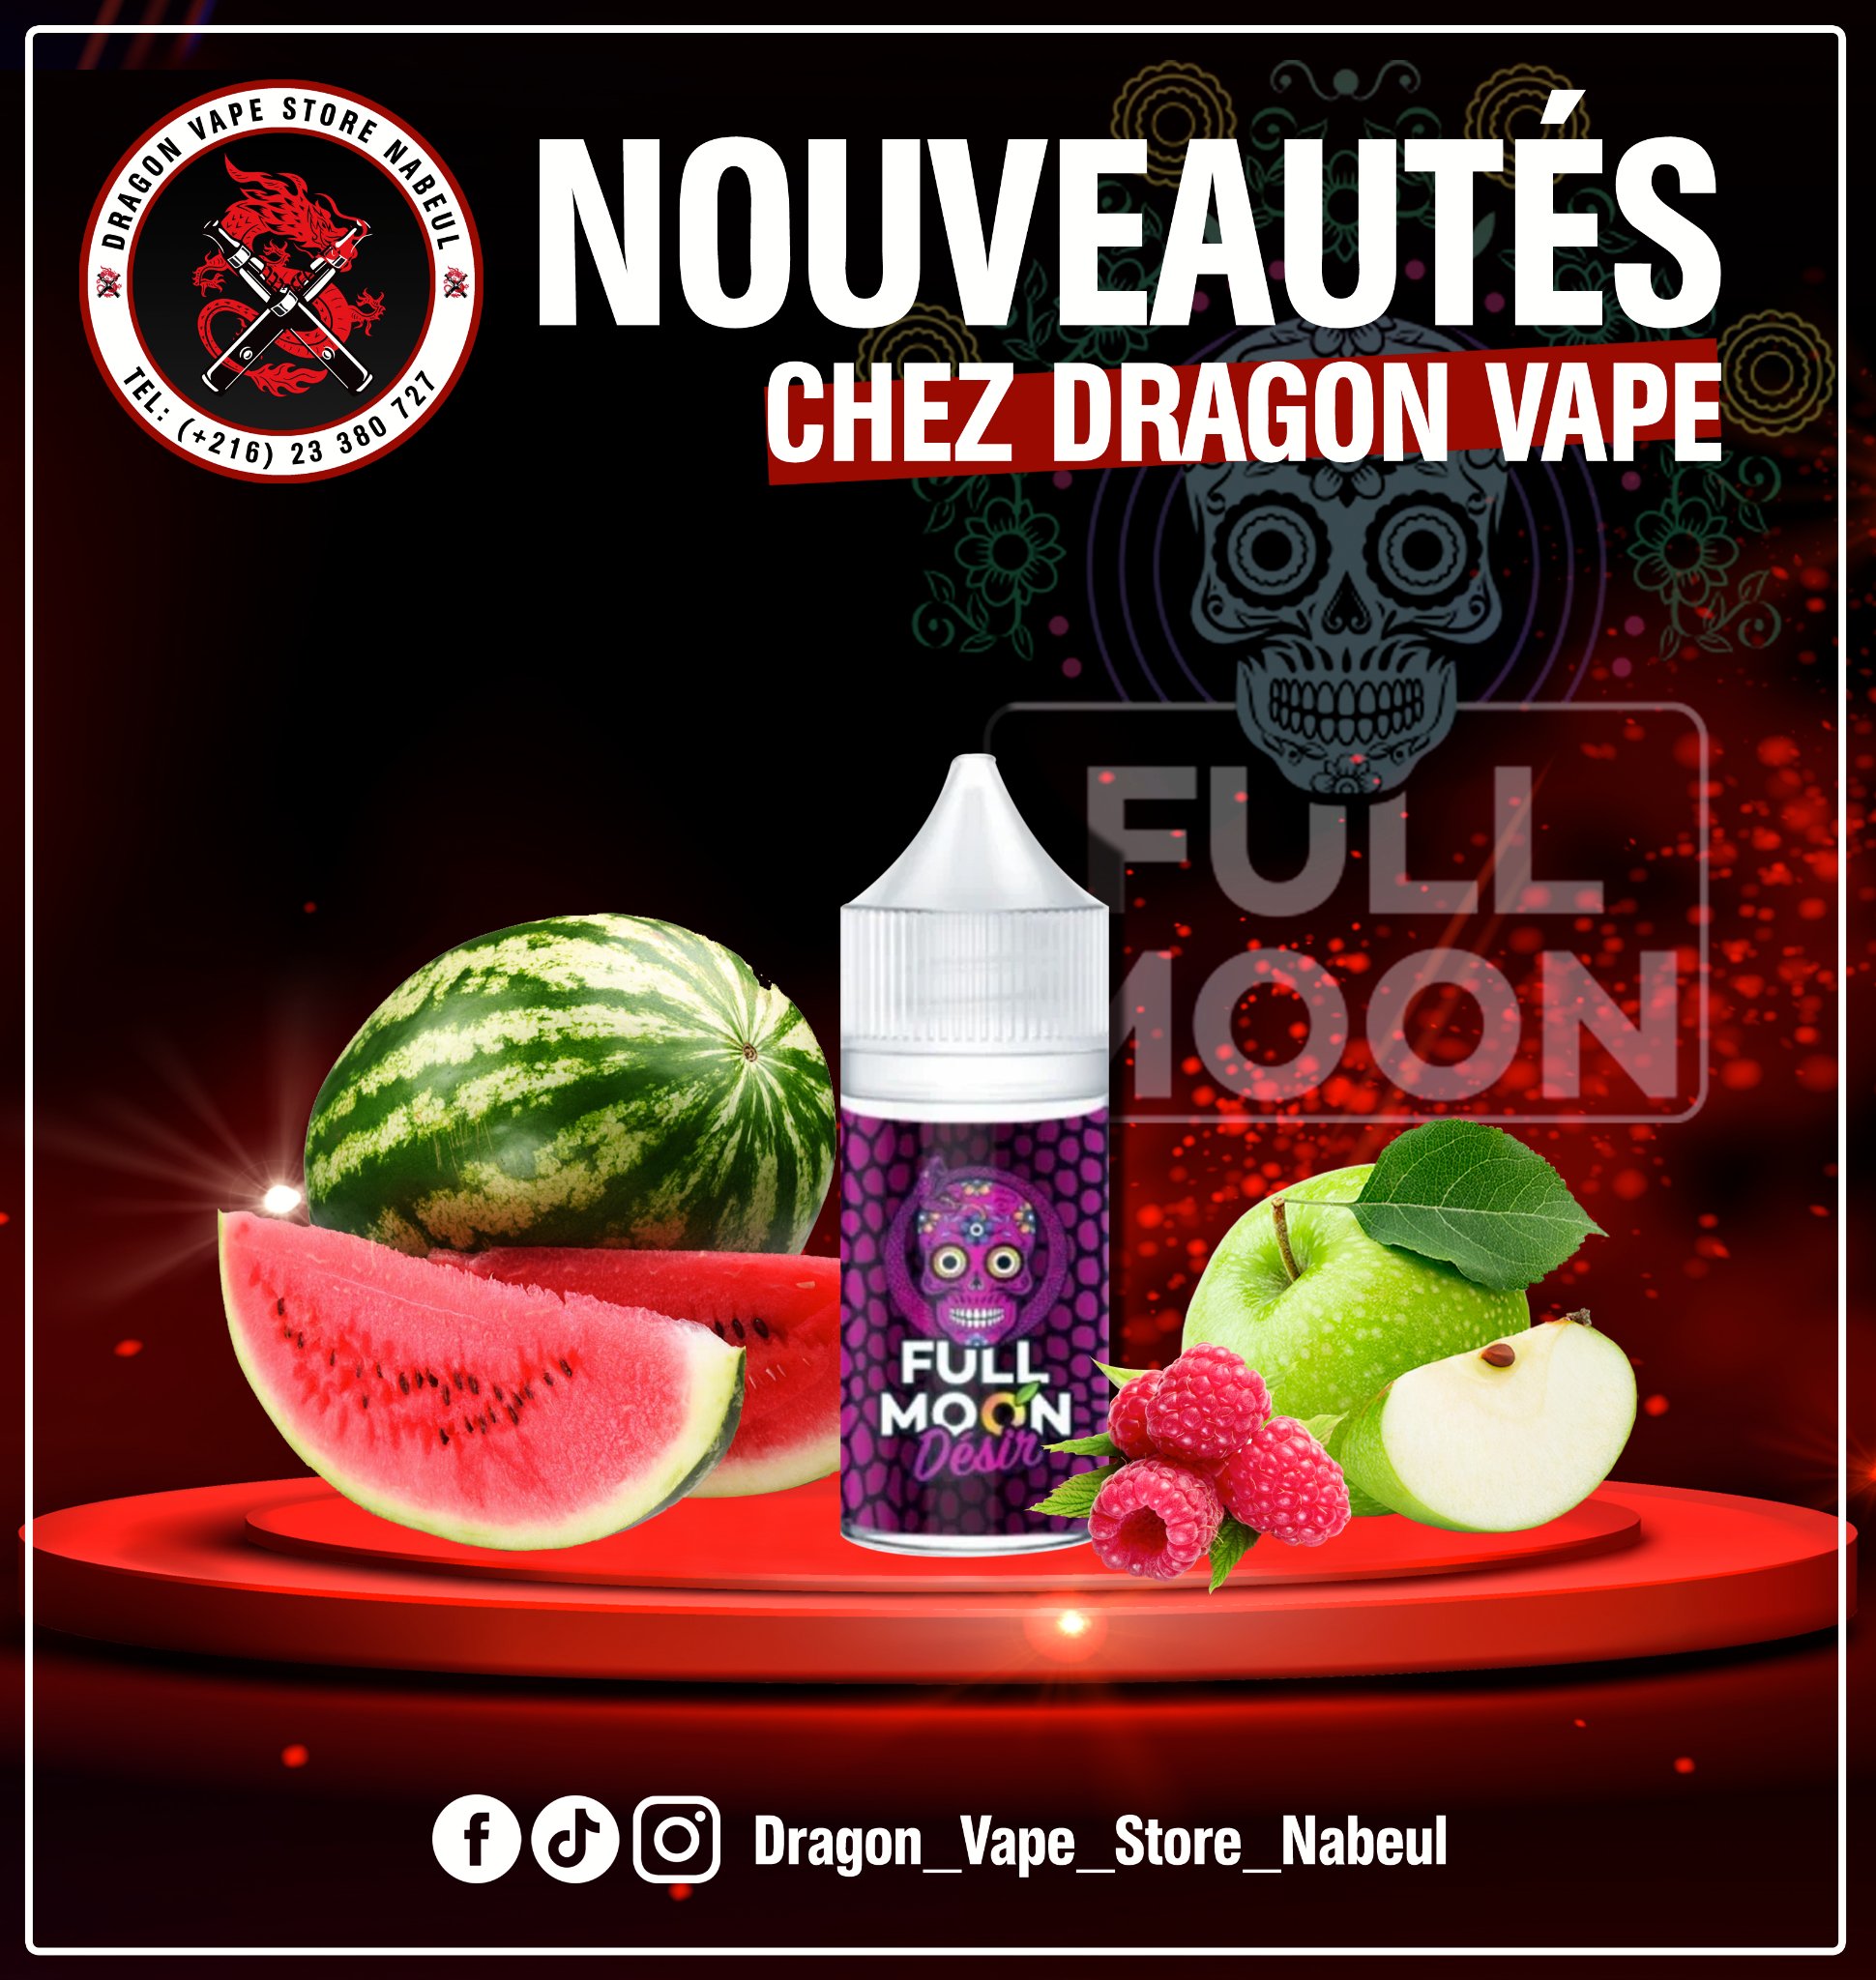 DRAGON VAPE STORE NABEUL
TEL: (+216) 23 380 727
NOUVEAUTÉS
CHEZ DRAGON VAPE
FULL
MOON
FULL
MOON
Désir
Dragon_Vape_Store_Nabeul